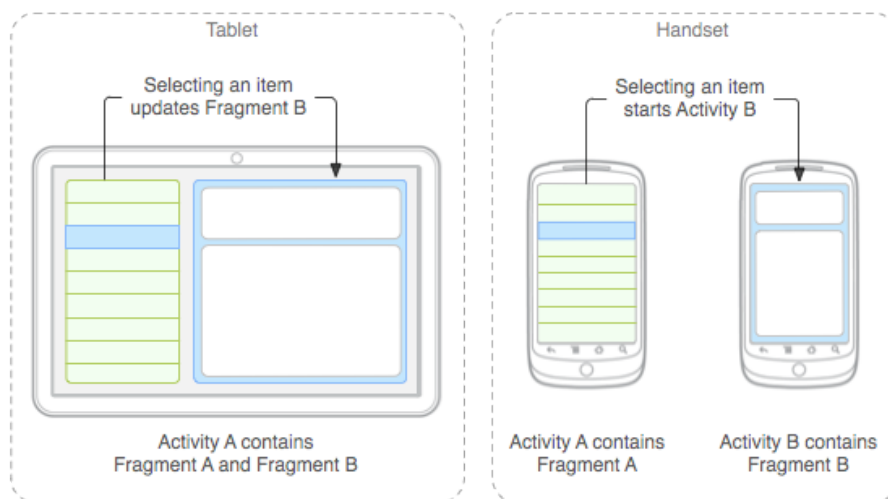 Tablet
Selecting an item
updates Fragment B
Activity A contains
Fragment A and Fragment B
Handset
Selecting an item
starts Activity B
Activity A contains
Fragment A
Activity B contains
Fragment B